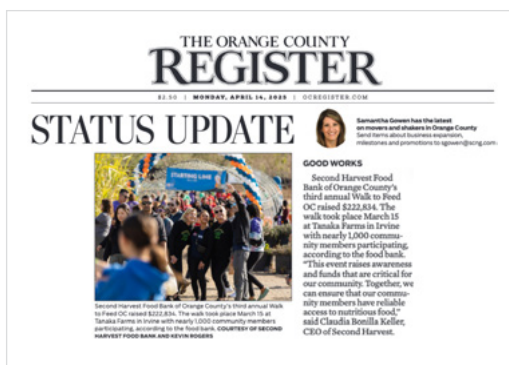 THE ORANGE COUNTY
REGISTER
$2.50 | MONDAY, APRIL 14, 2025 | OCREGISTER.COM
STATUS UPDATE
Samantha Gowen has the latest
on movers and shakers in Orange County
Send items about business expansion,
milestones and promotions to sgowen@scng.com.
STARTING LINE
Second Harvest Food Bank of Orange County's third annual Walk
to Feed OC raised $222,834. The walk took place March 15 at
Tanaka Farms in Irvine with nearly 1,000 community members
participating, according to the food bank. COURTESY OF SECOND
HARVEST FOOD BANK AND KEVIN ROGERS
GOOD WORKS
Second Harvest Food
Bank of Orange County's
third annual Walk to Feed
OC raised $222,834. The
walk took place March 15
at Tanaka Farms in Irvine
with nearly 1,000 commu-
nity members participating,
according to the food bank.
"This event raises awareness
and funds that are critical for
our community. Together, we
can ensure that our commu-
nity members have reliable
access to nutritious food,"
said Claudia Bonilla Keller,
CEO of Second Harvest.